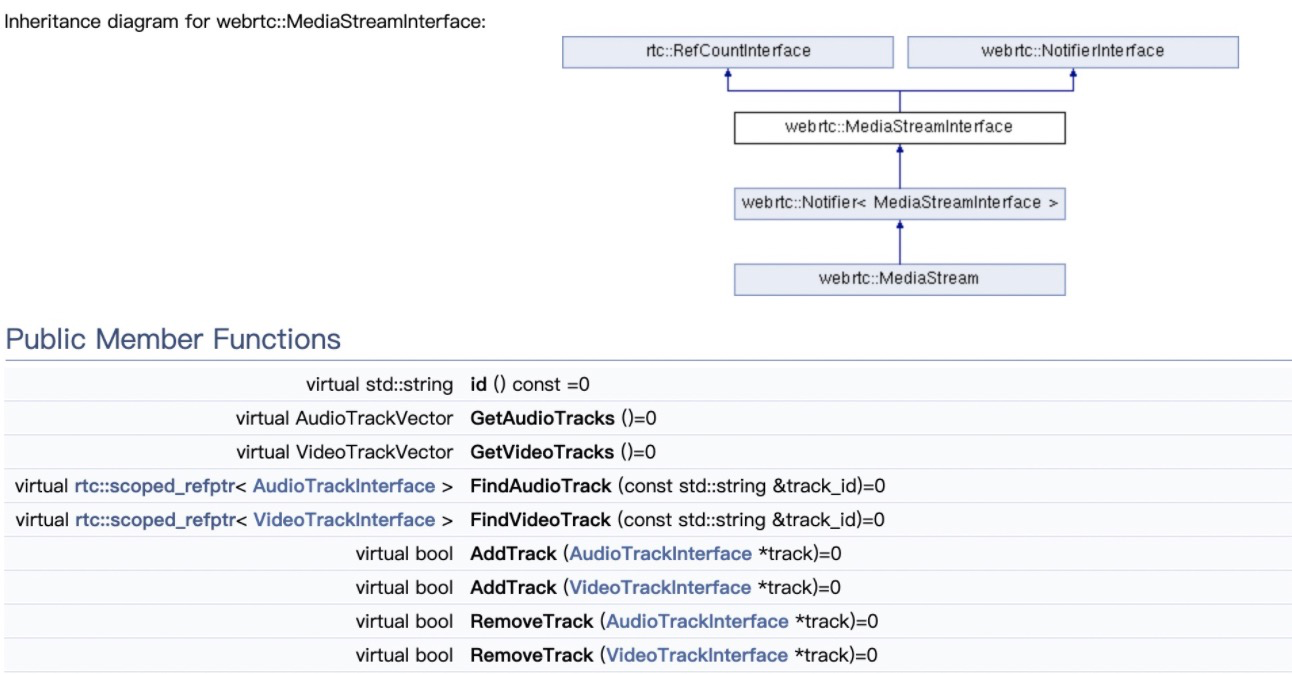 Inheritance diagram for webrtc::MediaStreamInterface:
rtc::RefCountInterface
webrtc::NotifierInterface
webrtc::MediaStreamInterface
webrtc::Notifier< MediaStreamInterface >
webrtc::MediaStream
Public Member Functions
virtual std::string id () const =0
virtual AudioTrackVector GetAudioTracks ()=0
virtual VideoTrackVector GetVideoTracks ()=0
virtual rtc::scoped_refptr< AudioTrackInterface > FindAudioTrack (const std::string &track_id)=0
virtual rtc::scoped_refptr< VideoTrackInterface > FindVideoTrack (const std::string &track_id)=0
virtual bool AddTrack (AudioTrackInterface *track)=0
virtual bool AddTrack (VideoTrackInterface *track)=0
virtual bool RemoveTrack (AudioTrackInterface *track)=0
virtual bool RemoveTrack (VideoTrackInterface *track)=0